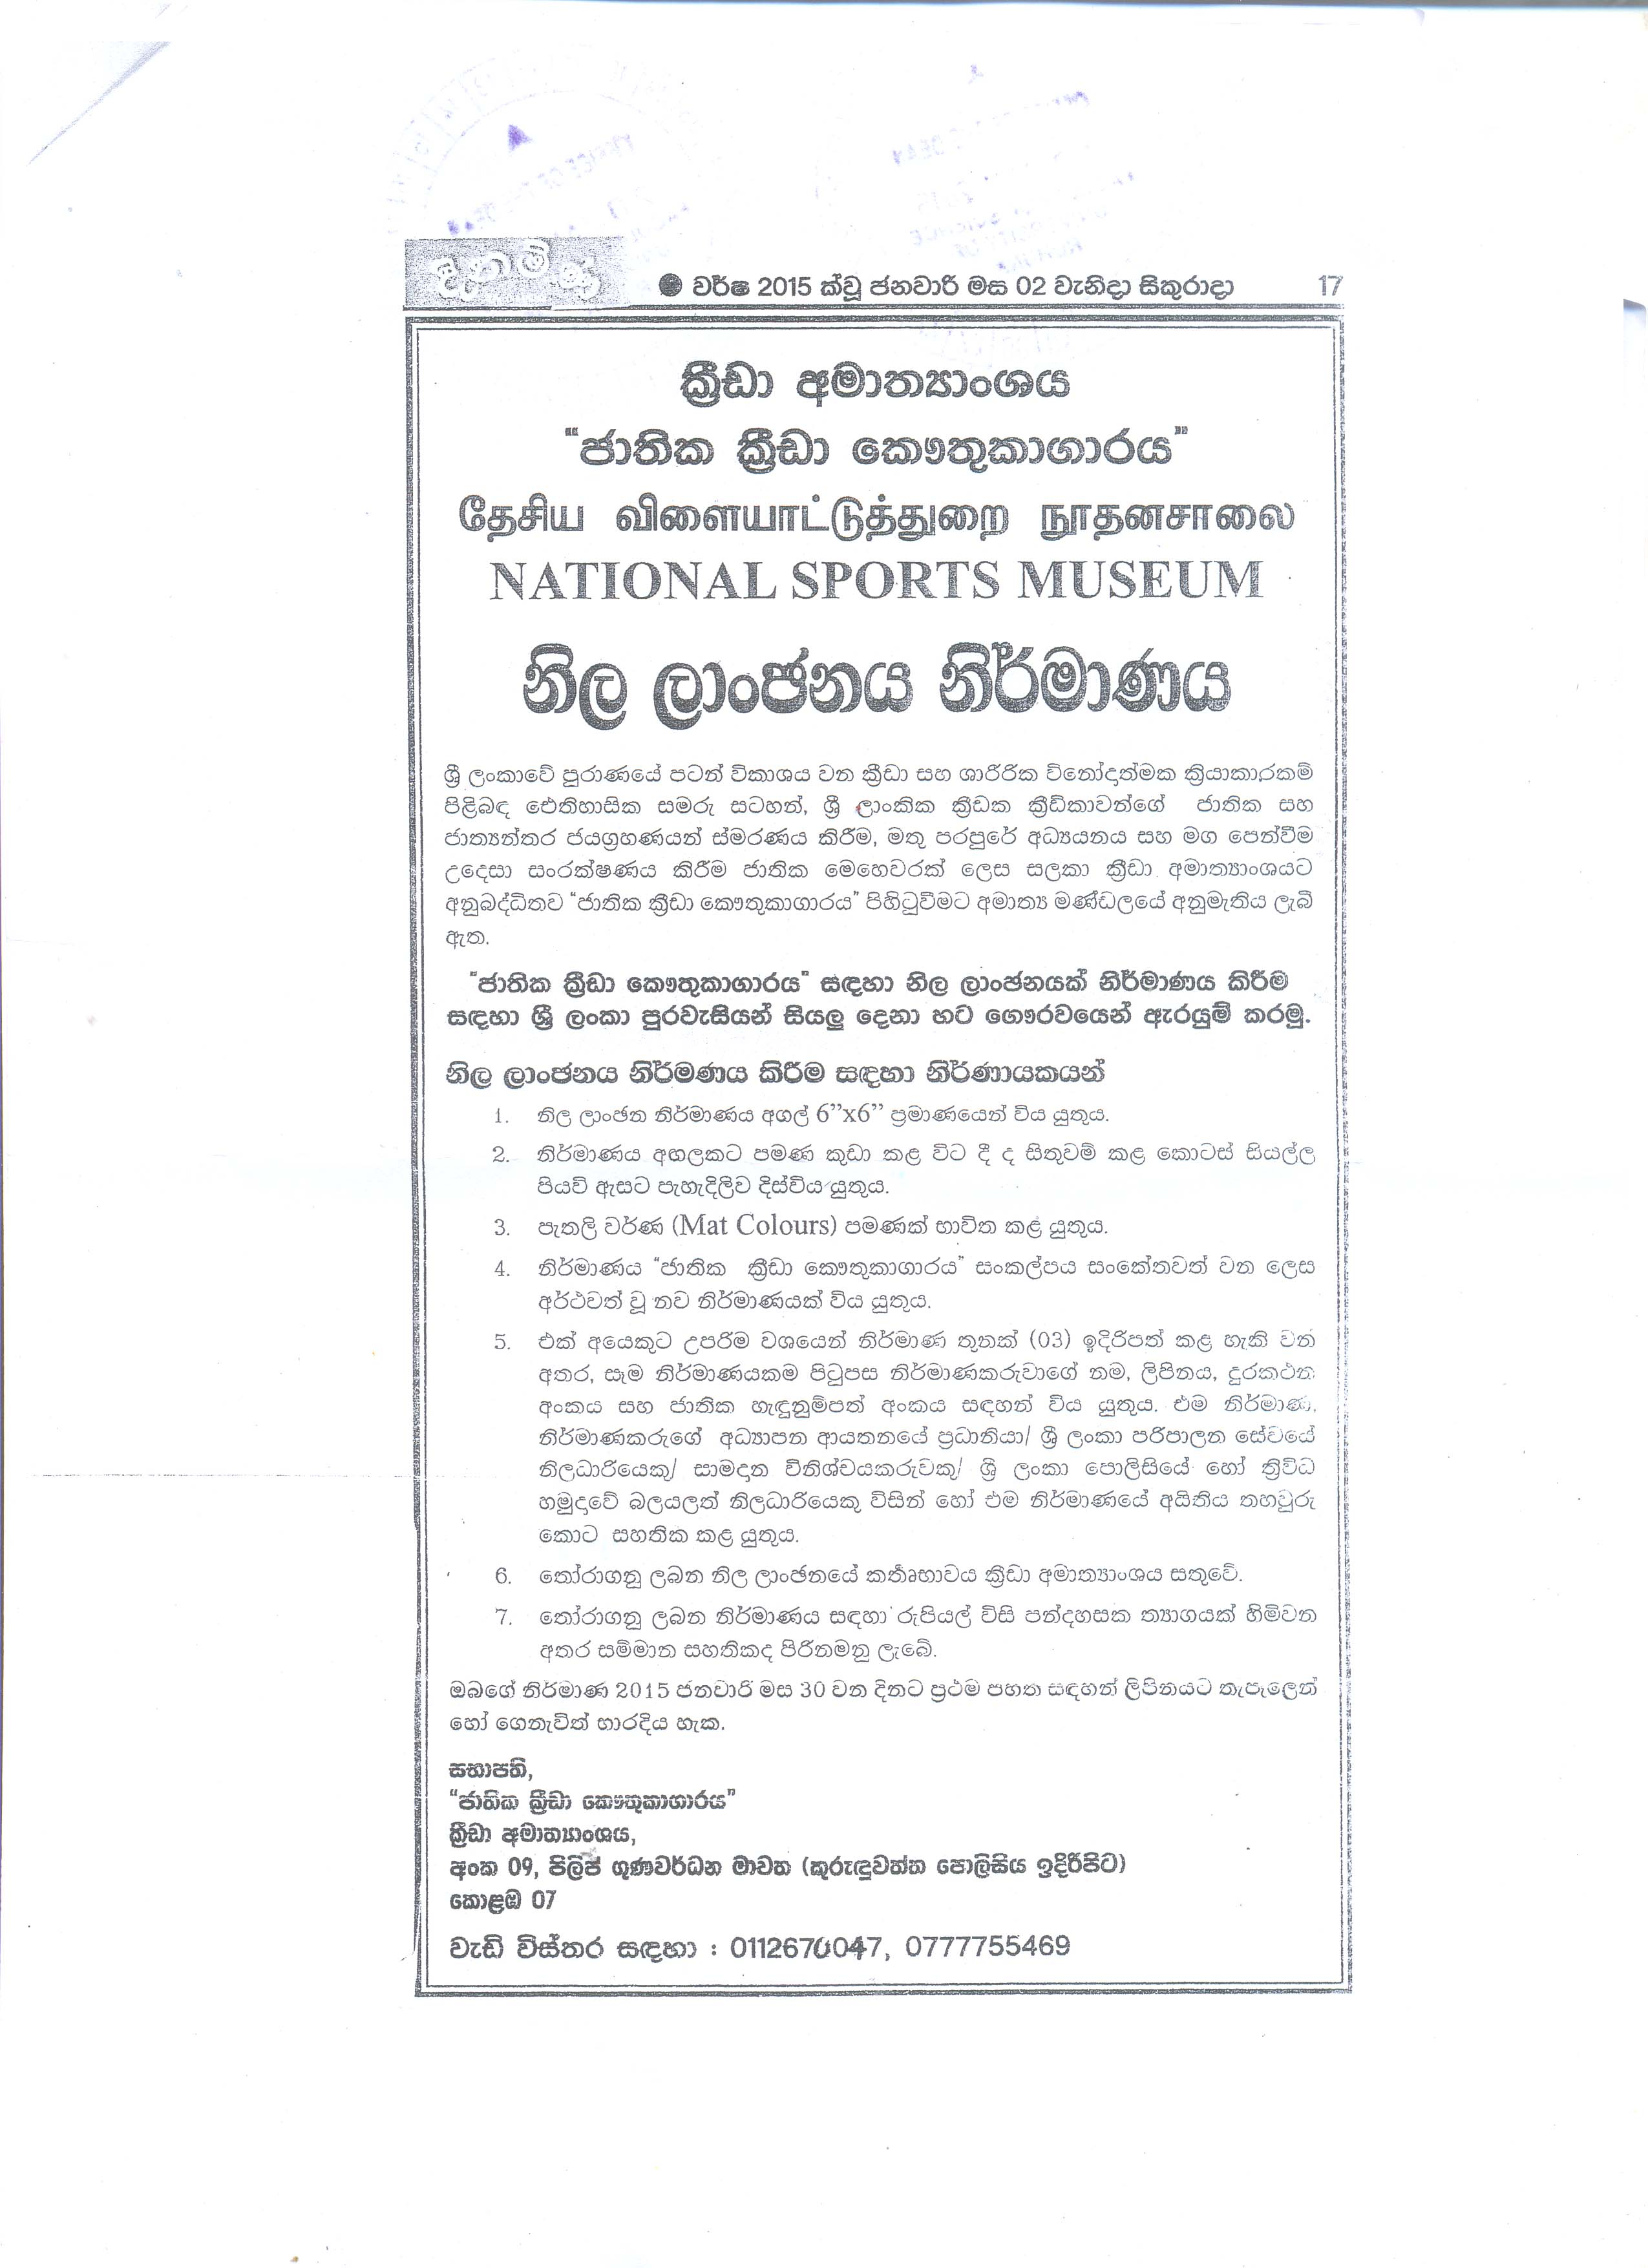 දිනමිණ
● වර්ෂ 2015 ක්වූ ජනවාරි මස 02 වැනිදා සිකුරාදා 17
ක්‍රීඩා අමාත්‍යාංශය
“ජාතික ක්‍රීඩා කෞතුකාගාරය”
தேசிய விளையாட்டுத்துறை நூதனசாலை
NATIONAL SPORTS MUSEUM
නිල ලාංඡනය නිර්මාණය
ශ්‍රී ලංකාවේ පුරාණයේ පටන් විකාශය වන ක්‍රීඩා සහ ශාරීරික විනෝදාත්මක ක්‍රියාකාරකම්
පිළිබඳ ඓතිහාසික සමරු සටහන්, ශ්‍රී ලාංකික ක්‍රීඩක ක්‍රීඩිකාවන්ගේ ජාතික සහ
ජාත්‍යන්තර ජයග්‍රහණයන් ස්මරණය කිරීම, මතු පරපුරේ අධ්‍යයනය සහ මග පෙන්වීම
උදෙසා සංරක්ෂණය කිරීම ජාතික මෙහෙවරක් ලෙස සලකා ක්‍රීඩා අමාත්‍යාංශයට
අනුබද්ධිතව “ජාතික ක්‍රීඩා කෞතුකාගාරය” පිහිටුවීමට අමාත්‍ය මණ්ඩලයේ අනුමැතිය ලැබී
ඇත.
“ජාතික ක්‍රීඩා කෞතුකාගාරය” සඳහා නිල ලාංඡනයක් නිර්මාණය කිරීම
සඳහා ශ්‍රී ලංකා පුරවැසියන් සියලු දෙනා හට ගෞරවයෙන් ඇරයුම් කරමු.
නිල ලාංඡනය නිර්මණය කිරීම සඳහා නිර්ණායකයන්
1. නිල ලාංඡන නිර්මාණය අගල් 6”x6” ප්‍රමාණයෙන් විය යුතුය.
2. නිර්මාණය අඟලකට පමණ කුඩා කළ විට දී ද සිතුවම් කළ කොටස් සියල්ල
පියවි ඇසට පැහැදිලිව දිස්විය යුතුය.
3. පැතලි වර්ණ (Mat Colours) පමණක් භාවිත කළ යුතුය.
4. නිර්මාණය “ජාතික ක්‍රීඩා කෞතුකාගාරය” සංකල්පය සංකේතවත් වන ලෙස
අර්ථවත් වූ නව නිර්මාණයක් විය යුතුය.
5. එක් අයෙකුට උපරිම වශයෙන් නිර්මාණ තුනක් (03) ඉදිරිපත් කළ හැකි වන
අතර, සෑම නිර්මාණයකම පිටුපස නිර්මාණකරුවාගේ නම, ලිපිනය, දුරකථන
අංකය සහ ජාතික හැඳුනුම්පත් අංකය සඳහන් විය යුතුය. එම නිර්මාණ,
නිර්මාණකරුගේ අධ්‍යාපන ආයතනයේ ප්‍රධානියා/ ශ්‍රී ලංකා පරිපාලන සේවයේ
නිලධාරියෙකු/ සාමදාන විනිශ්චයකරුවකු/ ශ්‍රී ලංකා පොලිසියේ හෝ ත්‍රිවිධ
හමුදාවේ බලයලත් නිලධාරියෙකු විසින් හෝ එම නිර්මාණයේ අයිතිය තහවුරු
කොට සහතික කළ යුතුය.
6. තෝරාගනු ලබන නිල ලාංඡනයේ කර්තෘභාවය ක්‍රීඩා අමාත්‍යාංශය සතුවේ.
7. තෝරාගනු ලබන නිර්මාණය සඳහා රුපියල් විසි පන්දහසක ත්‍යාගයක් හිමිවන
අතර සම්මාන සහතිකද පිරිනමනු ලැබේ.
ඔබගේ නිර්මාණ 2015 ජනවාරි මස 30 වන දිනට ප්‍රථම පහත සඳහන් ලිපිනයට තැපෑලෙන්
හෝ ගෙනැවිත් භාරදිය හැක.
සභාපති,
“ජාතික ක්‍රීඩා කෞතුකාගාරය”
ක්‍රීඩා අමාත්‍යාංශය,
අංක 09, පිලිප් ගුණවර්ධන මාවත (කුරුඳුවත්ත පොලිසිය ඉදිරිපිට)
කොළඹ 07
වැඩි විස්තර සඳහා : 0112670047, 0777755469